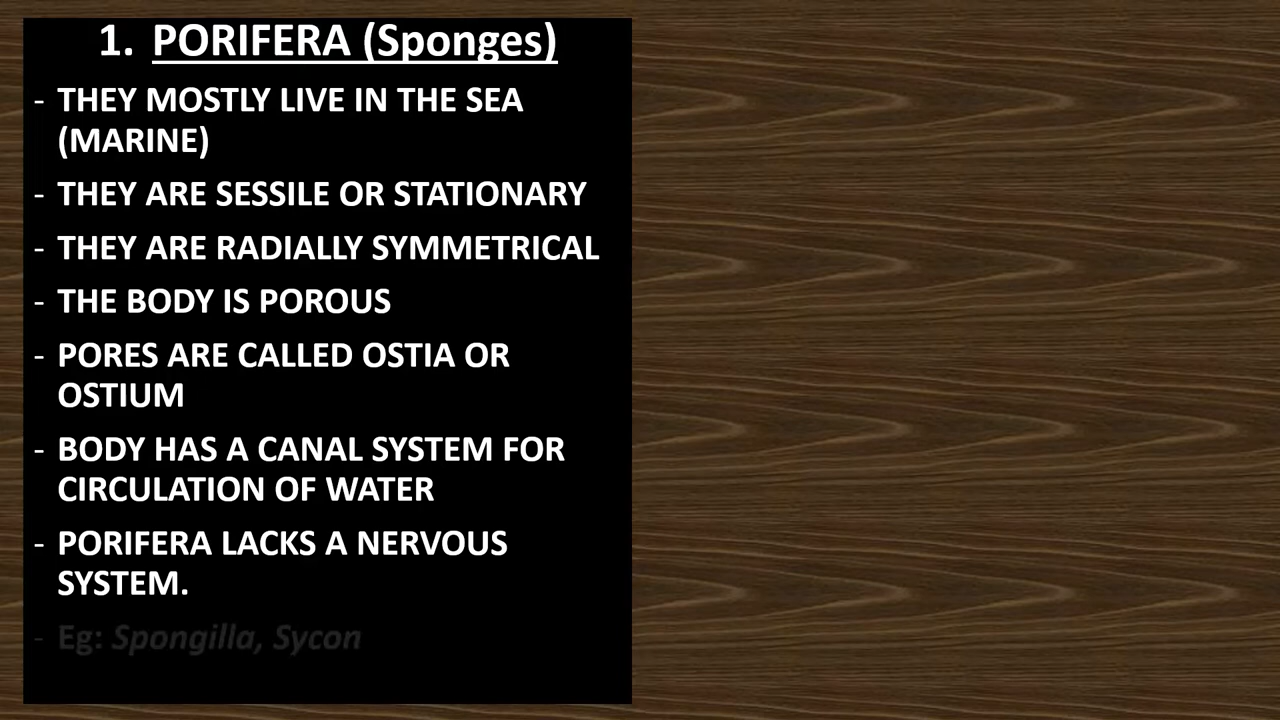 1. PORIFERA (Sponges)
- THEY MOSTLY LIVE IN THE SEA
(MARINE)
- THEY ARE SESSILE OR STATIONARY
- THEY ARE RADIALLY SYMMETRICAL
- THE BODY IS POROUS
- PORES ARE CALLED OSTIA OR
OSTIUM
- BODY HAS A CANAL SYSTEM FOR
CIRCULATION OF WATER
- PORIFERA LACKS A NERVOUS
SYSTEM.
- Eg: Spongilla, Sycon